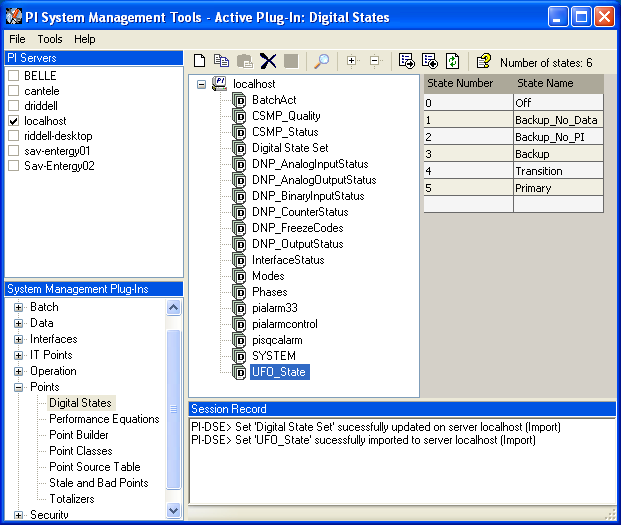 PI System Management Tools - Active Plug-In: Digital States
File Tools Help
PI Servers
BELLE
cantele
driddell
localhost
riddell-desktop
sav-entergy01
Sav-Entergy02
System Management Plug-Ins
Batch
Data
Interfaces
IT Points
Operation
Points
Digital States
Performance Equations
Point Builder
Point Classes
Point Source Table
Stale and Bad Points
Totalizers
Security
Number of states: 6
localhost
BatchAct
CSMP_Quality
CSMP_Status
Digital State Set
DNP_AnalogInputStatus
DNP_AnalogOutputStatus
DNP_BinaryInputStatus
DNP_CounterStatus
DNP_FreezeCodes
DNP_OutputStatus
InterfaceStatus
Modes
Phases
pialarm33
pialarmcontrol
pisqcalarm
SYSTEM
UFO_State
State Number State Name
0 Off
1 Backup_No_Data
2 Backup_No_PI
3 Backup
4 Transition
5 Primary
Session Record
PI-DSE> Set 'Digital State Set' sucessfully updated on server localhost (Import)
PI-DSE> Set 'UFO_State' sucessfully imported to server localhost (Import)